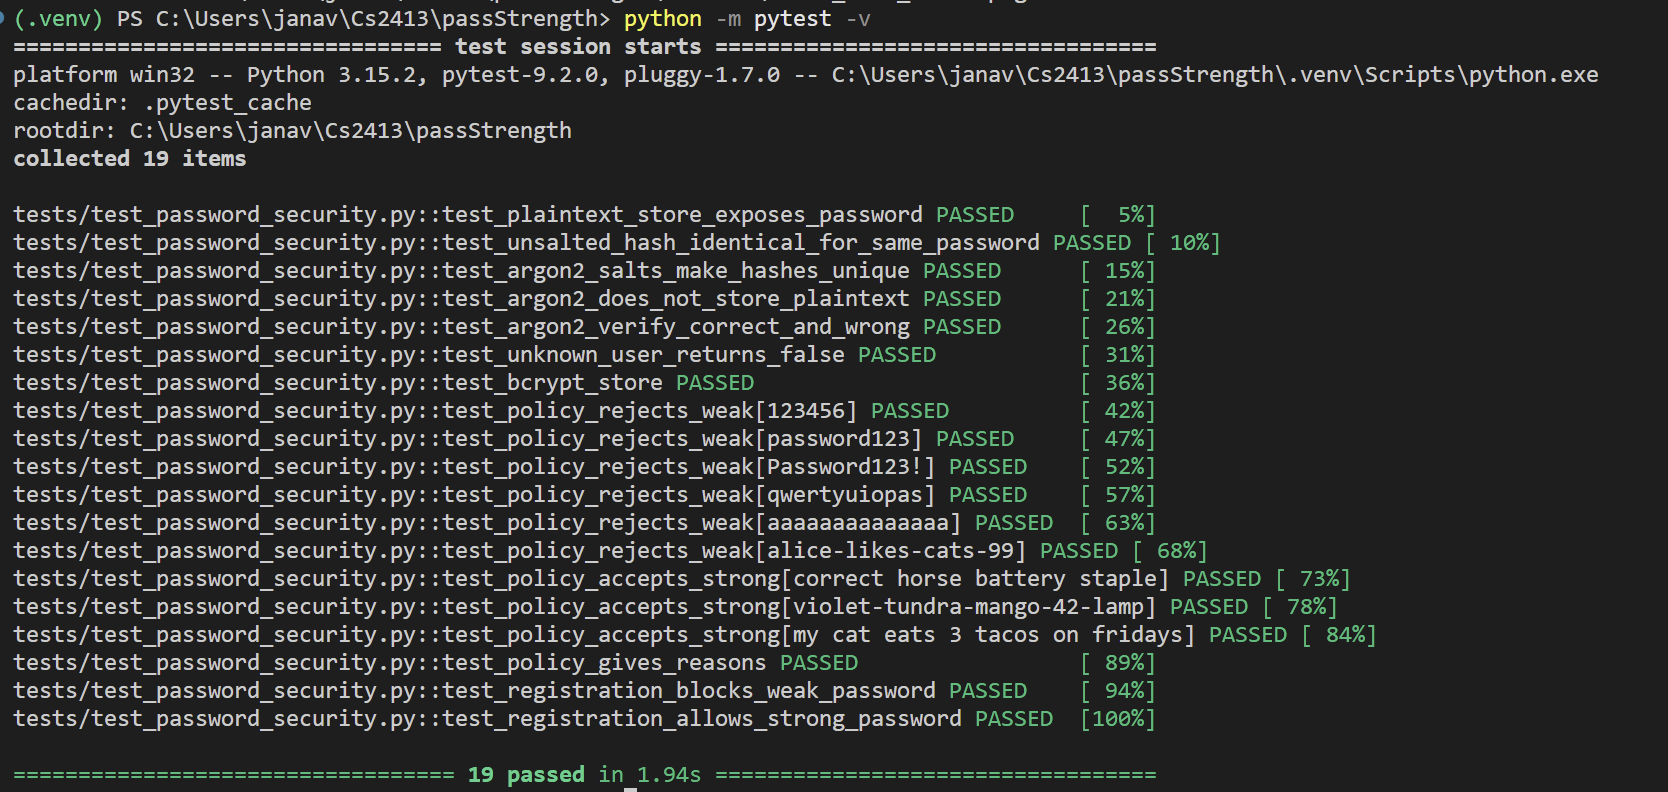 (.venv) PS C:\Users\janav\Cs2413\passStrength> python -m pytest -v
================================= test session starts ==================================
platform win32 -- Python 3.15.2, pytest-9.2.0, pluggy-1.7.0 -- C:\Users\janav\Cs2413\passStrength\.venv\Scripts\python.exe
cachedir: .pytest_cache
rootdir: C:\Users\janav\Cs2413\passStrength
collected 19 items

tests/test_password_security.py::test_plaintext_store_exposes_password PASSED     [  5%]
tests/test_password_security.py::test_unsalted_hash_identical_for_same_password PASSED [ 10%]
tests/test_password_security.py::test_argon2_salts_make_hashes_unique PASSED      [ 15%]
tests/test_password_security.py::test_argon2_does_not_store_plaintext PASSED      [ 21%]
tests/test_password_security.py::test_argon2_verify_correct_and_wrong PASSED      [ 26%]
tests/test_password_security.py::test_unknown_user_returns_false PASSED           [ 31%]
tests/test_password_security.py::test_bcrypt_store PASSED                         [ 36%]
tests/test_password_security.py::test_policy_rejects_weak[123456] PASSED          [ 42%]
tests/test_password_security.py::test_policy_rejects_weak[password123] PASSED     [ 47%]
tests/test_password_security.py::test_policy_rejects_weak[Password123!] PASSED    [ 52%]
tests/test_password_security.py::test_policy_rejects_weak[qwertyuiopas] PASSED    [ 57%]
tests/test_password_security.py::test_policy_rejects_weak[aaaaaaaaaaaaaa] PASSED  [ 63%]
tests/test_password_security.py::test_policy_rejects_weak[alice-likes-cats-99] PASSED [ 68%]
tests/test_password_security.py::test_policy_accepts_strong[correct horse battery staple] PASSED [ 73%]
tests/test_password_security.py::test_policy_accepts_strong[violet-tundra-mango-42-lamp] PASSED [ 78%]
tests/test_password_security.py::test_policy_accepts_strong[my cat eats 3 tacos on fridays] PASSED [ 84%]
tests/test_password_security.py::test_policy_gives_reasons PASSED                 [ 89%]
tests/test_password_security.py::test_registration_blocks_weak_password PASSED    [ 94%]
tests/test_password_security.py::test_registration_allows_strong_password PASSED  [100%]

================================== 19 passed in 1.94s ==================================